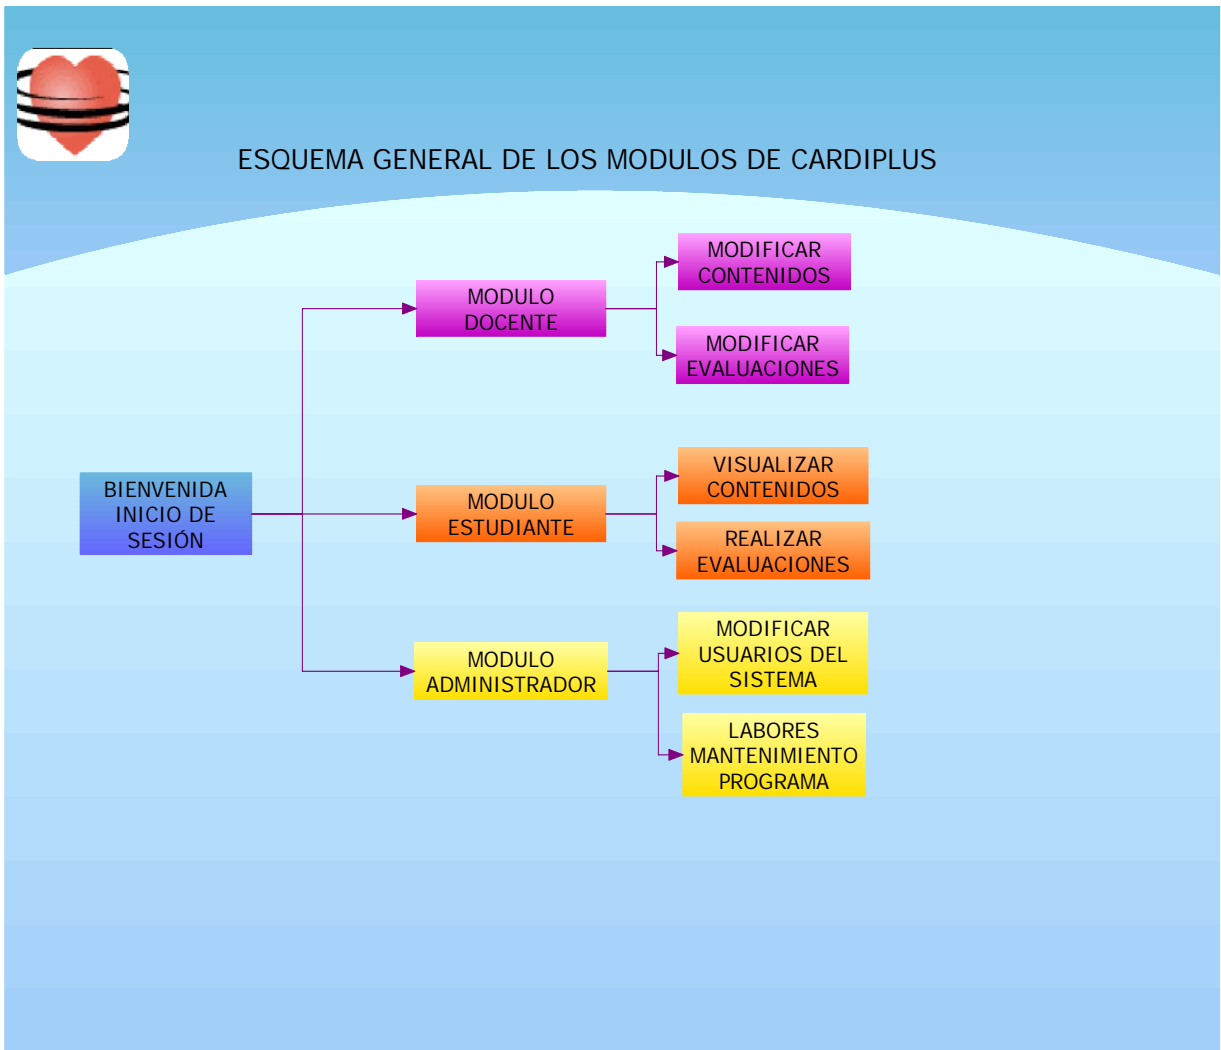 ESQUEMA GENERAL DE LOS MODULOS DE CARDIPLUS
MODIFICAR
CONTENIDOS
MODULO
DOCENTE
MODIFICAR
EVALUACIONES
BIENVENIDA
INICIO DE
SESIÓN
VISUALIZAR
CONTENIDOS
MODULO
ESTUDIANTE
REALIZAR
EVALUACIONES
MODULO
ADMINISTRADOR
MODIFICAR
USUARIOS DEL
SISTEMA
LABORES
MANTENIMIENTO
PROGRAMA